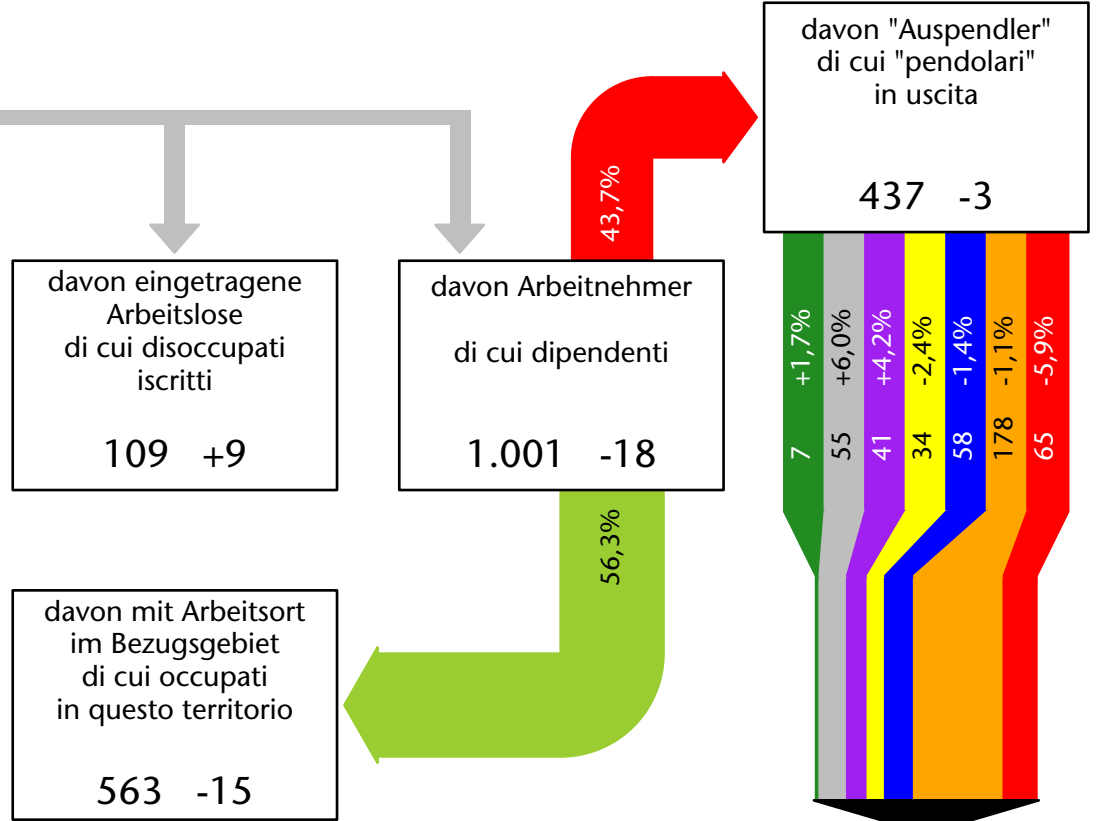 davon "Auspendler"
di cui "pendolari"
in uscita
437 -3
43,7%
davon eingetragene
Arbeitslose
di cui disoccupati
iscritti
109 +9
davon Arbeitnehmer
di cui dipendenti
1.001 -18
7 +1,7%
55 +6,0%
41 +4,2%
34 -2,4%
58 -1,4%
178 -1,1%
65 -5,9%
56,3%
davon mit Arbeitsort
im Bezugsgebiet
di cui occupati
in questo territorio
563 -15